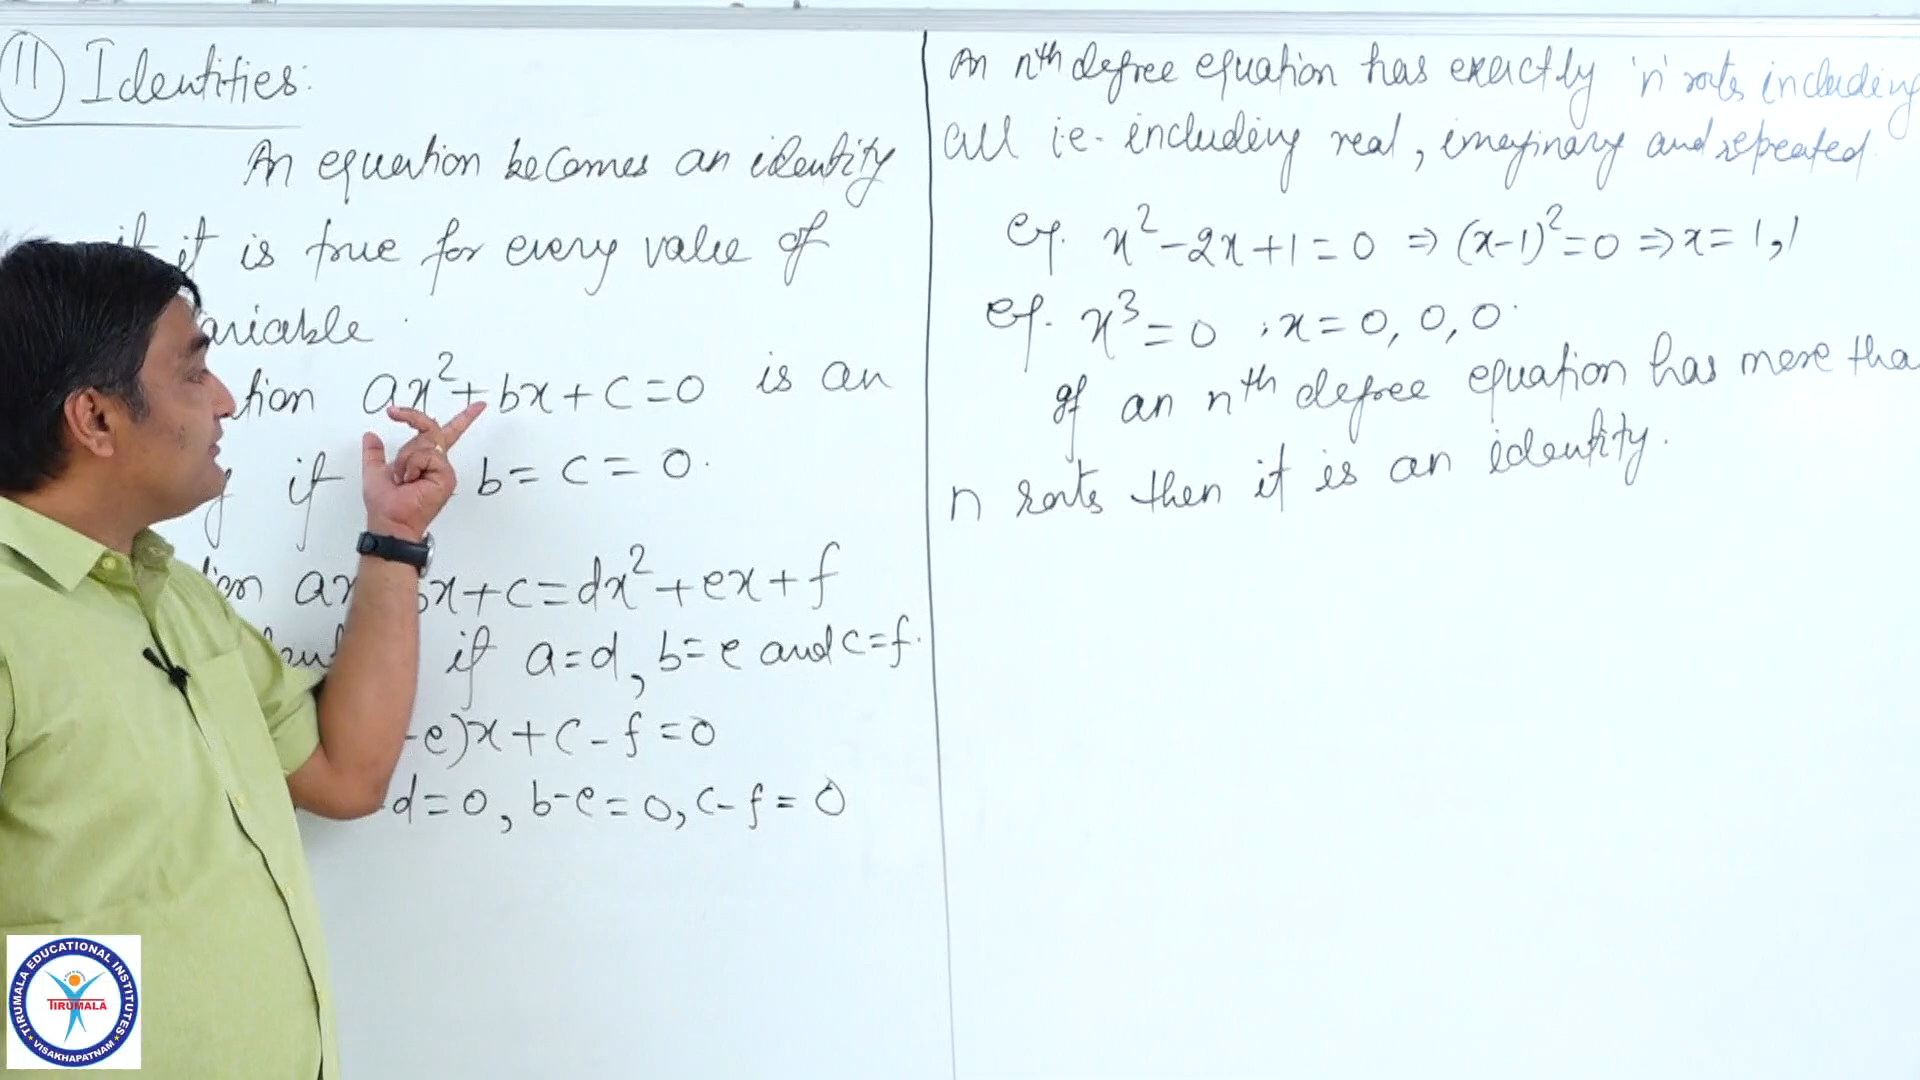 11 Identities:
An equation becomes an identity
if it is true for every value of
ariable.
tion ax²+bx+c=0 is an
y if b=c=0.
ion ax bx+c=dx²+ex+f
if a=d, b=e and c=f.
-e)x+c-f=0
-d=0, b-e=0, c-f=0
An nth degree equation has exactly 'n' roots including
all i.e. including real, imaginary and repeated.
eg. x²-2x+1=0 ⇒ (x-1)²=0 ⇒ x=1,1
eg. x³=0 ; x=0, 0, 0.
If an nth degree equation has more tha
n roots then it is an identity.
TIRUMALA EDUCATIONAL INSTITUTES
TIRUMALA
VISAKHAPATNAM